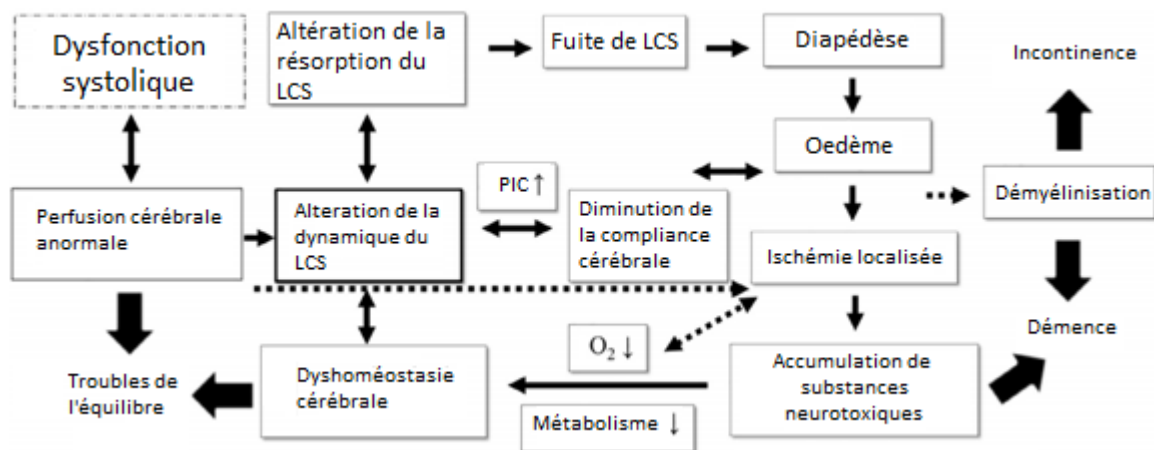 Dysfonction
systolique
Altération de la
résorption du
LCS
Fuite de LCS
Diapédèse
Incontinence
Oedème
PIC ↑
Démyélinisation
Perfusion cérébrale
anormale
Alteration de la
dynamique du
LCS
Diminution de
la compliance
cérébrale
Ischémie localisée
Démence
O₂ ↓
Troubles de
l'équilibre
Dyshoméostasie
cérébrale
Métabolisme ↓
Accumulation de
substances
neurotoxiques